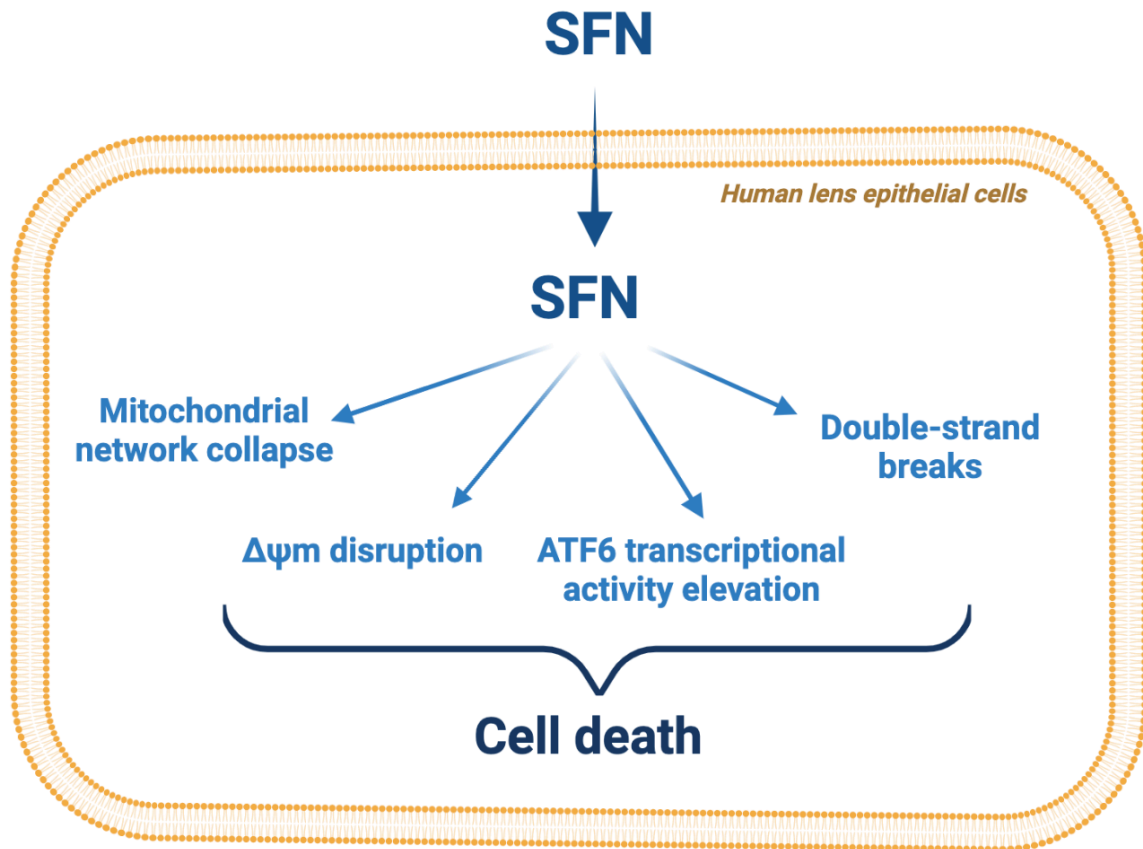 SFN
Human lens epithelial cells
SFN
Mitochondrial
network collapse
Double-strand
breaks
Δψm disruption
ATF6 transcriptional
activity elevation
Cell death